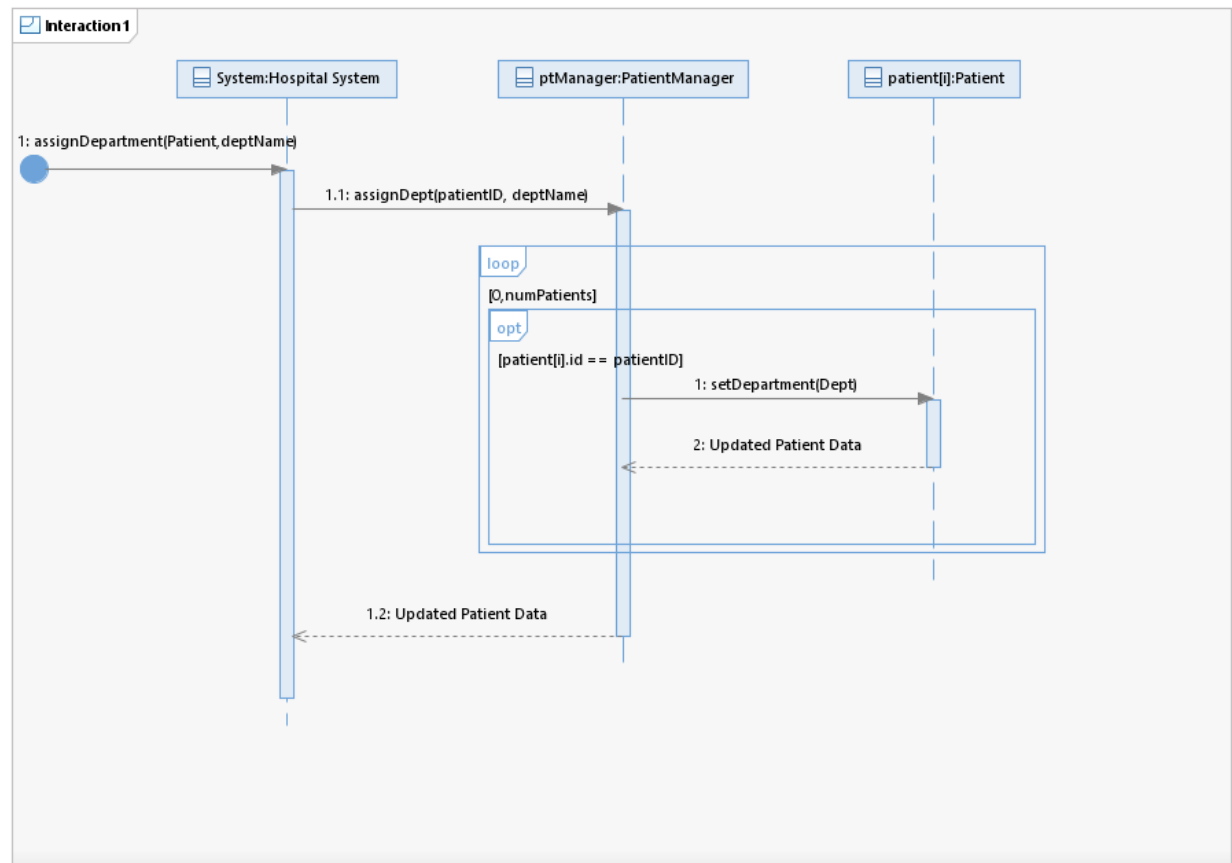 Interaction1
System:Hospital System
ptManager:PatientManager
patient[i]:Patient
1: assignDepartment(Patient,deptName)
1.1: assignDept(patientID, deptName)
loop
[0,numPatients]
opt
[patient[i].id == patientID]
1: setDepartment(Dept)
2: Updated Patient Data
1.2: Updated Patient Data